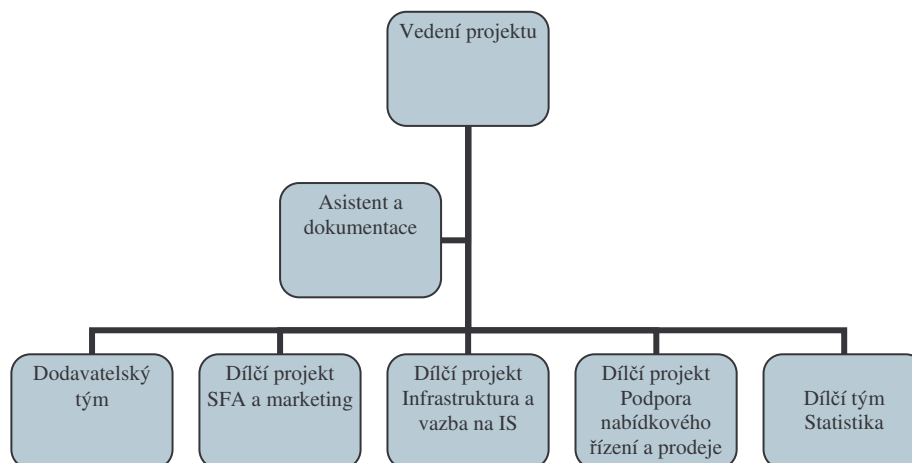 Vedení projektu
Asistent a
dokumentace
Dodavatelský
tým
Dílčí projekt
SFA a marketing
Dílčí projekt
Infrastruktura a
vazba na IS
Dílčí projekt
Podpora
nabídkového
řízení a prodeje
Dílčí tým
Statistika